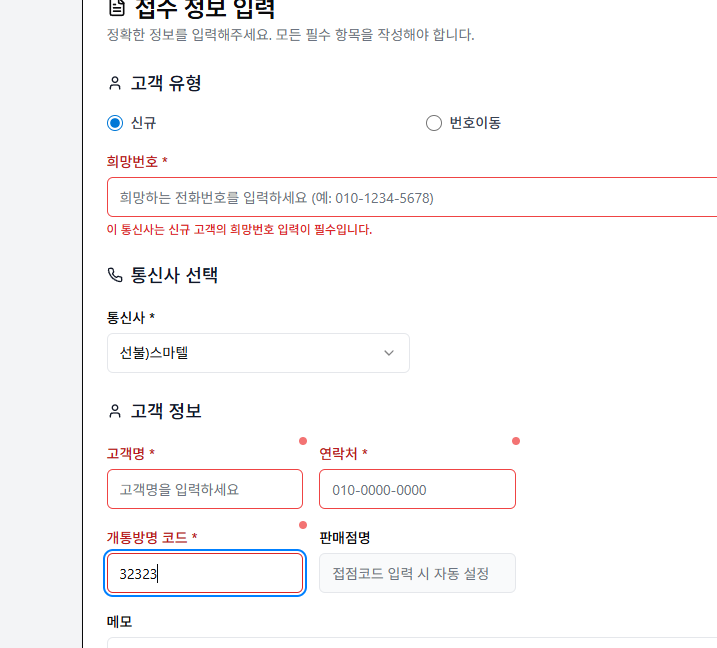 접수 정보 입력
정확한 정보를 입력해주세요. 모든 필수 항목을 작성해야 합니다.
고객 유형
신규
번호이동
희망번호 *
희망하는 전화번호를 입력하세요 (예: 010-1234-5678)
이 통신사는 신규 고객의 희망번호 입력이 필수입니다.
통신사 선택
통신사 *
선불)스마텔
고객 정보
고객명 *
연락처 *
고객명을 입력하세요
010-0000-0000
개통방명 코드 *
판매점명
32323
접점코드 입력 시 자동 설정
메모